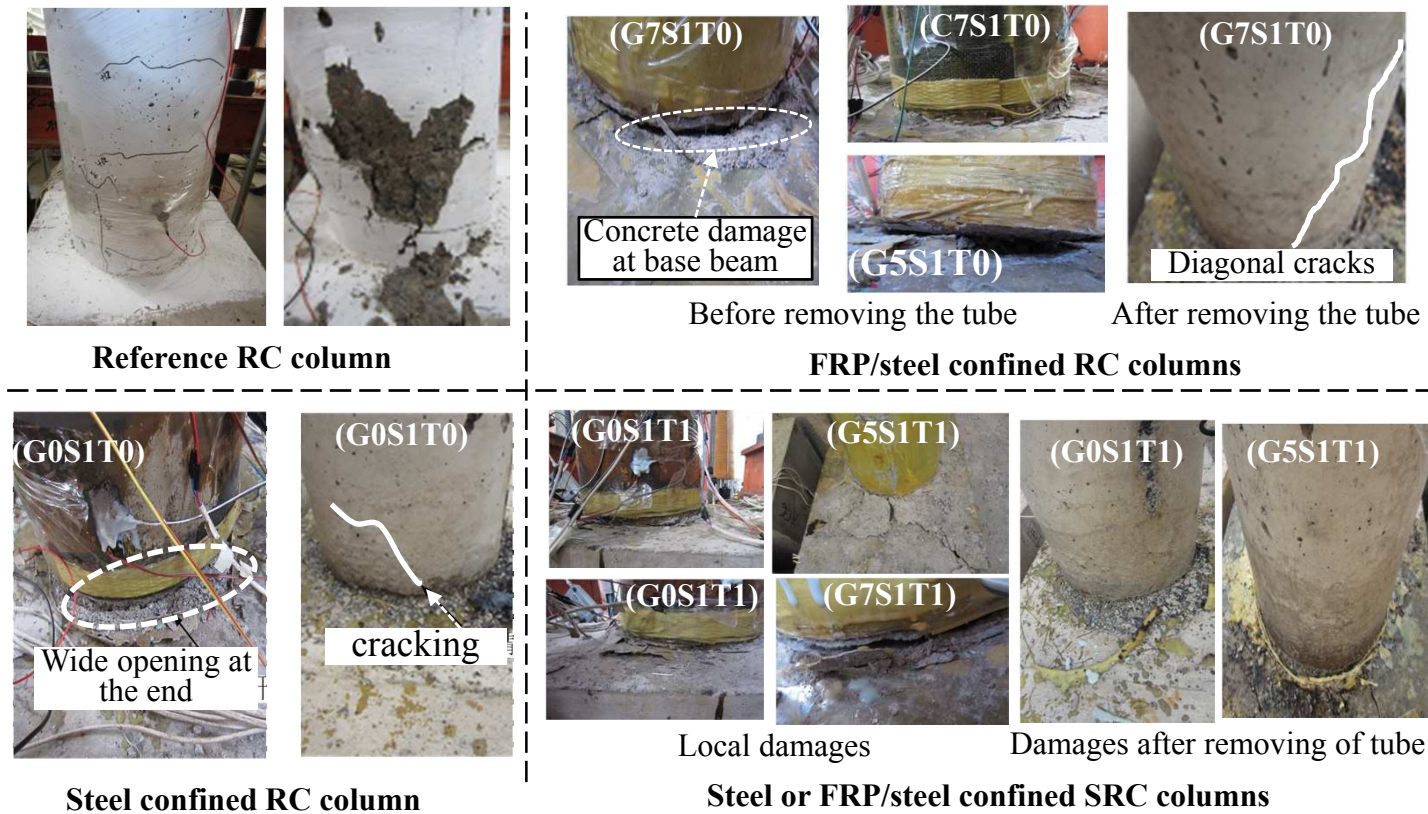 (G7S1T0)
(C7S1T0)
(G7S1T0)
Concrete damage
at base beam
(G5S1T0)
Diagonal cracks
Before removing the tube
After removing the tube
Reference RC column
FRP/steel confined RC columns
(G0S1T0)
(G0S1T0)
Wide opening at
the end
cracking
Steel confined RC column
(G0S1T1)
(G5S1T1)
(G0S1T1)
(G5S1T1)
(G0S1T1)
(G7S1T1)
Local damages
Damages after removing of tube
Steel or FRP/steel confined SRC columns